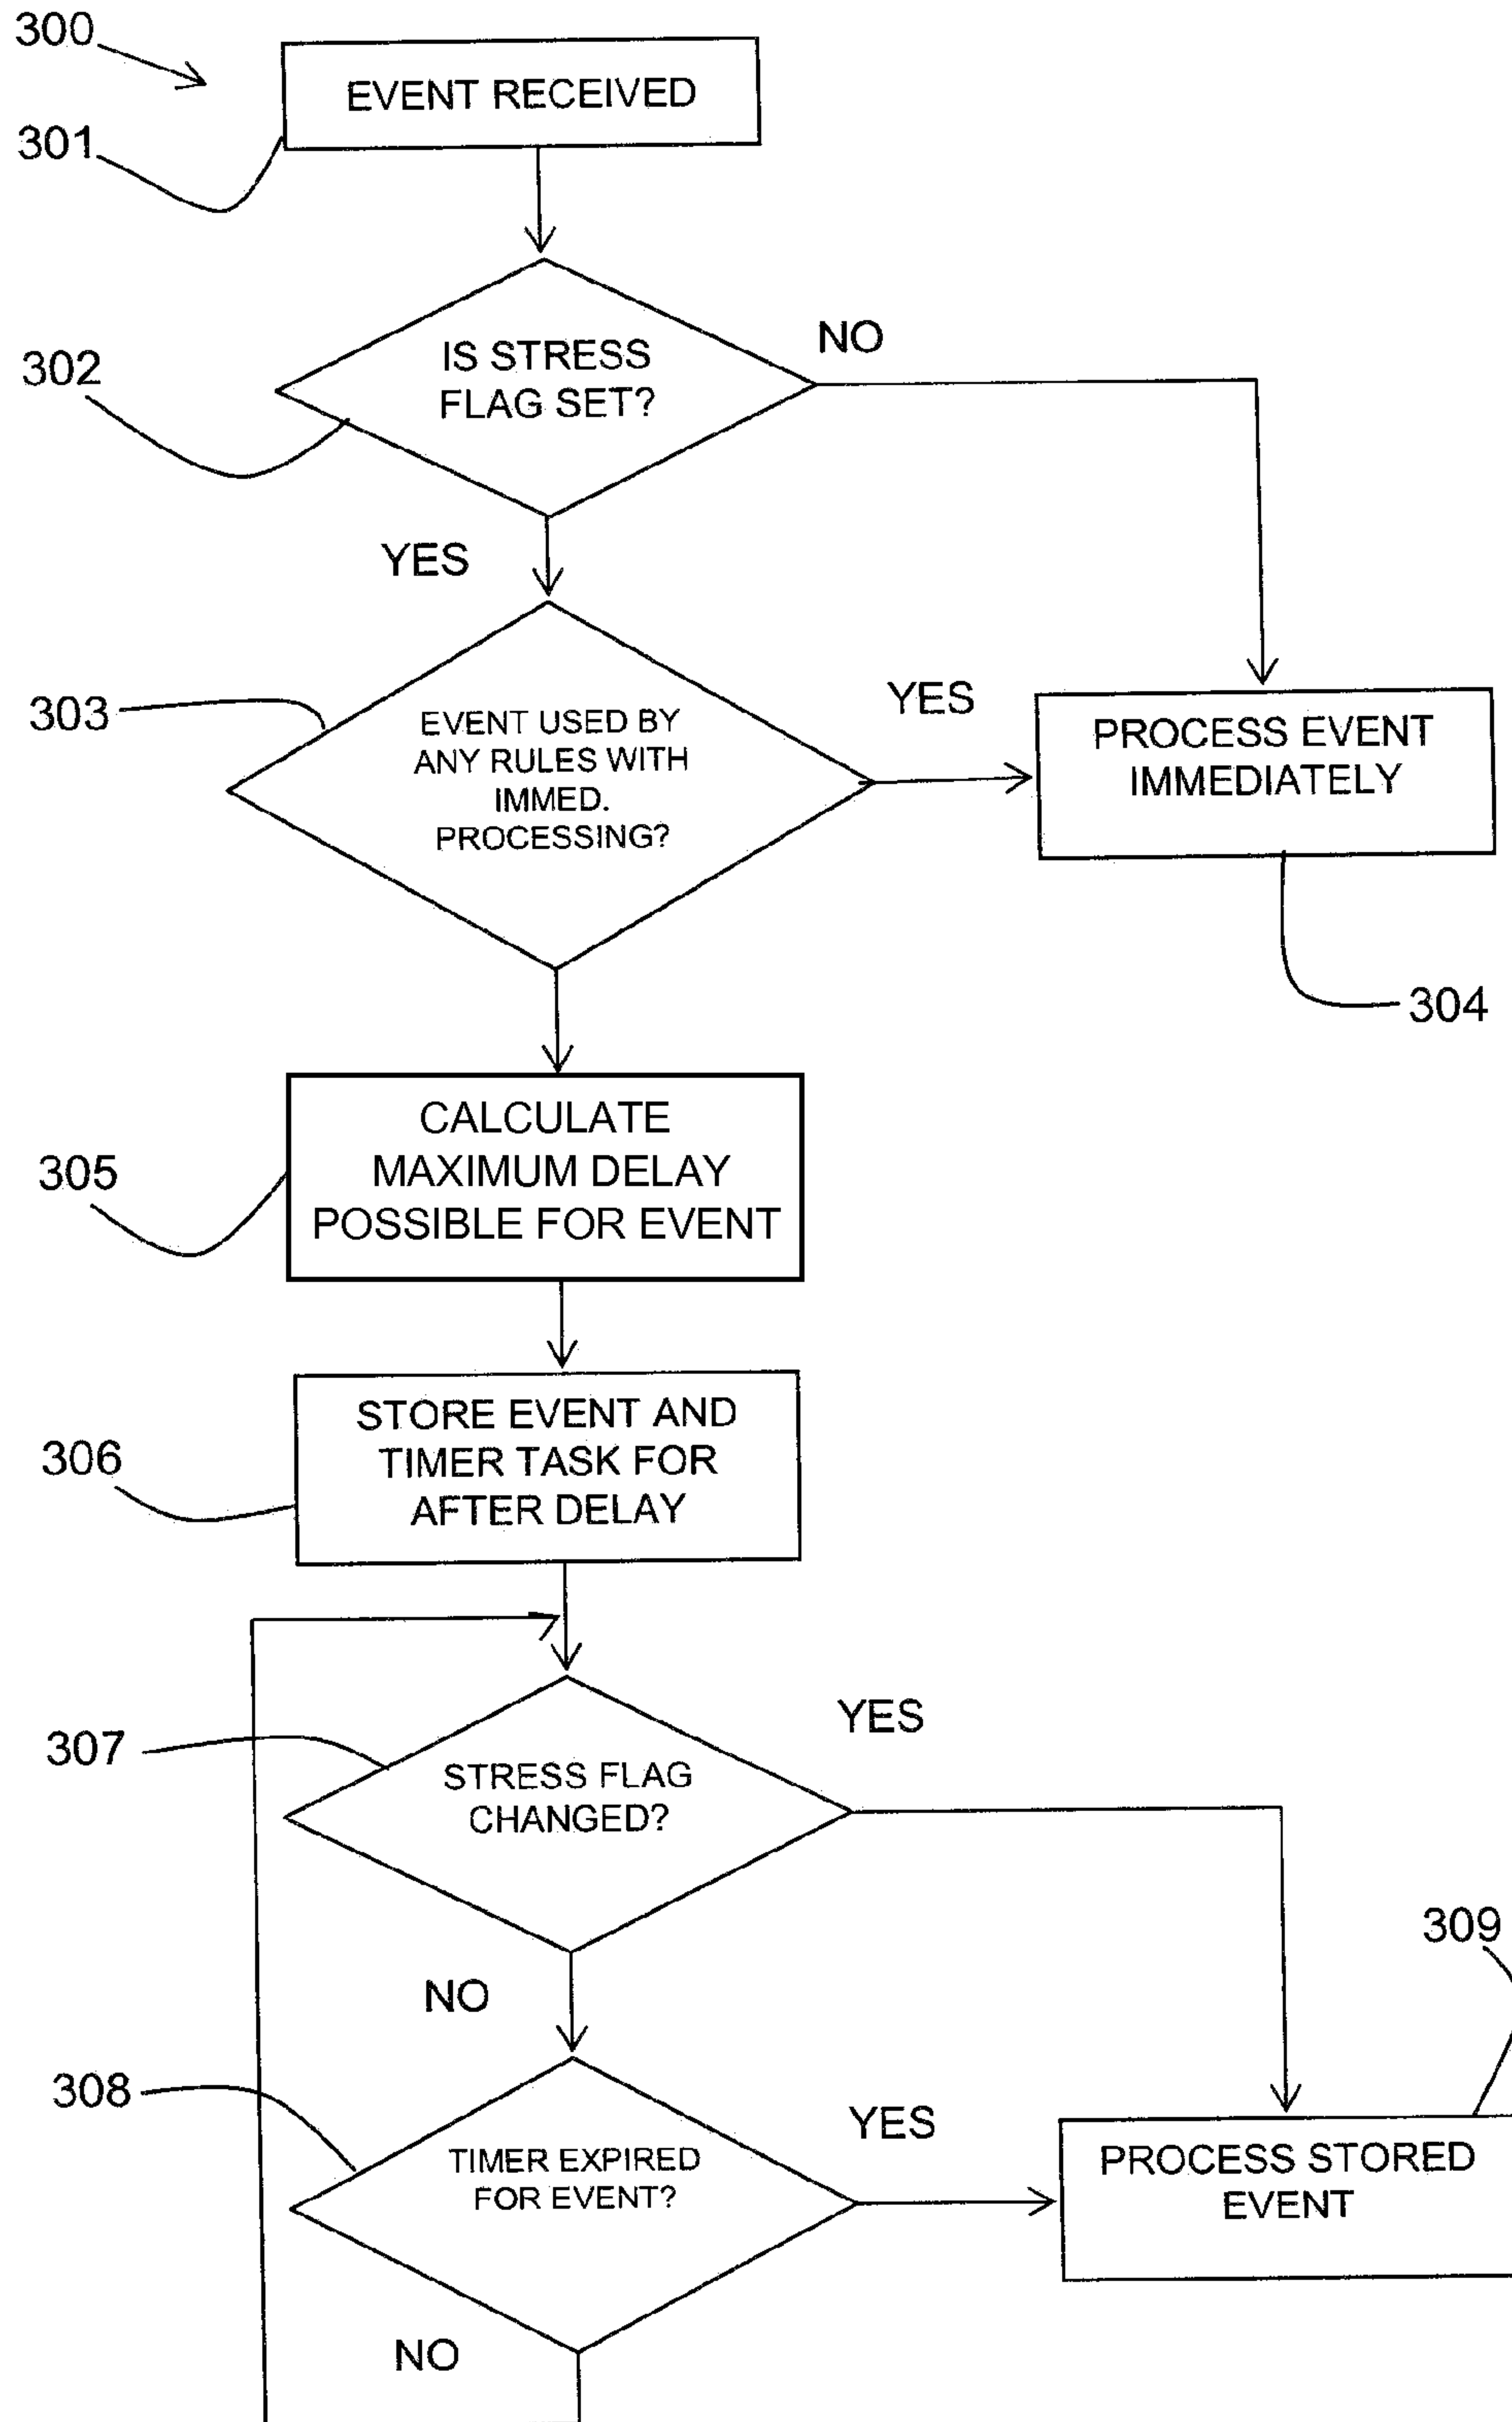 300
EVENT RECEIVED
301
302
IS STRESS
FLAG SET?
NO
YES
303
EVENT USED BY
ANY RULES WITH
IMMED.
PROCESSING?
YES
PROCESS EVENT
IMMEDIATELY
304
305
CALCULATE
MAXIMUM DELAY
POSSIBLE FOR EVENT
306
STORE EVENT AND
TIMER TASK FOR
AFTER DELAY
307
STRESS FLAG
CHANGED?
YES
NO
309
308
TIMER EXPIRED
FOR EVENT?
YES
PROCESS STORED
EVENT
NO